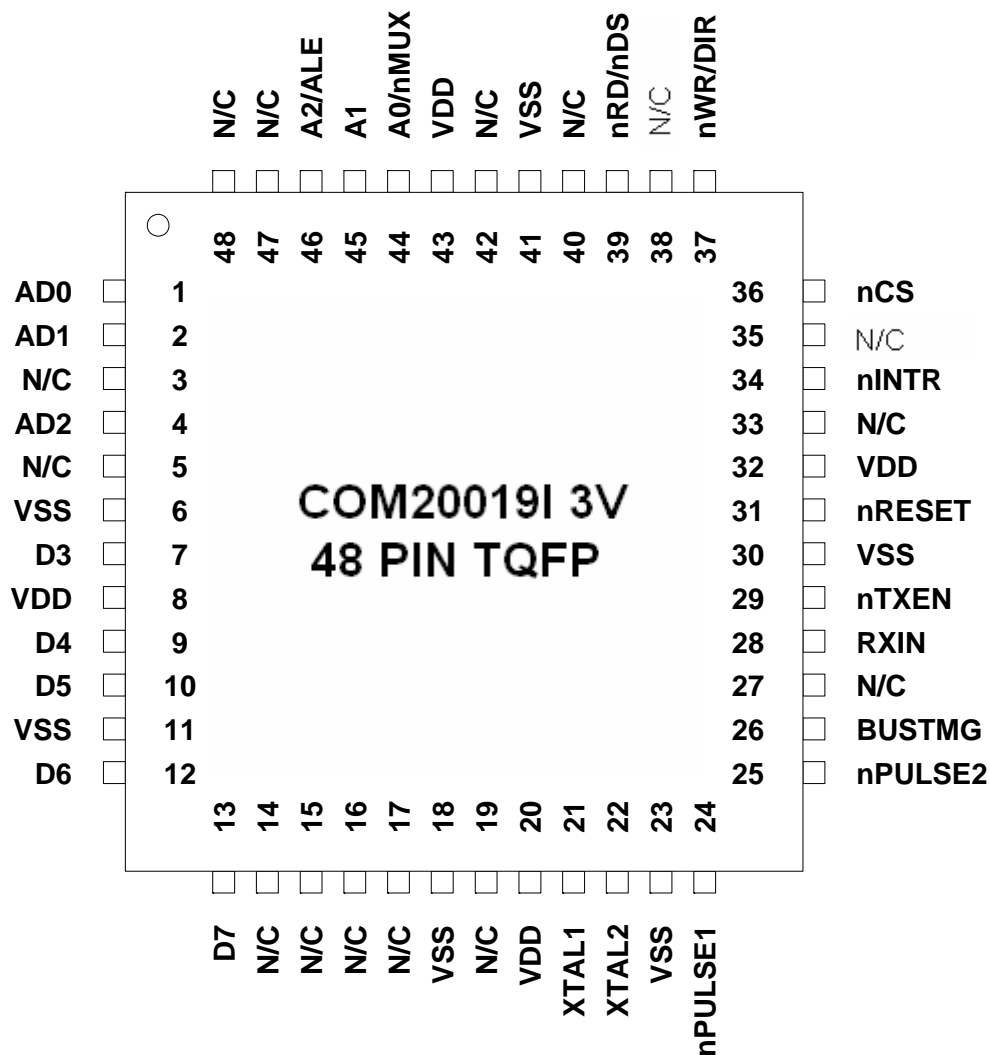 N/C
N/C
A2/ALE
A1
A0/nMUX
VDD
N/C
VSS
N/C
nRD/nDS
N/C
nWR/DIR
48
47
46
45
44
43
42
41
40
39
38
37
AD0 1
AD1 2
N/C 3
AD2 4
N/C 5
VSS 6
D3 7
VDD 8
D4 9
D5 10
VSS 11
D6 12
COM20019I 3V
48 PIN TQFP
36 nCS
35 N/C
34 nINTR
33 N/C
32 VDD
31 nRESET
30 VSS
29 nTXEN
28 RXIN
27 N/C
26 BUSTMG
25 nPULSE2
13
14
15
16
17
18
19
20
21
22
23
24
D7
N/C
N/C
N/C
N/C
VSS
N/C
VDD
XTAL1
XTAL2
VSS
nPULSE1